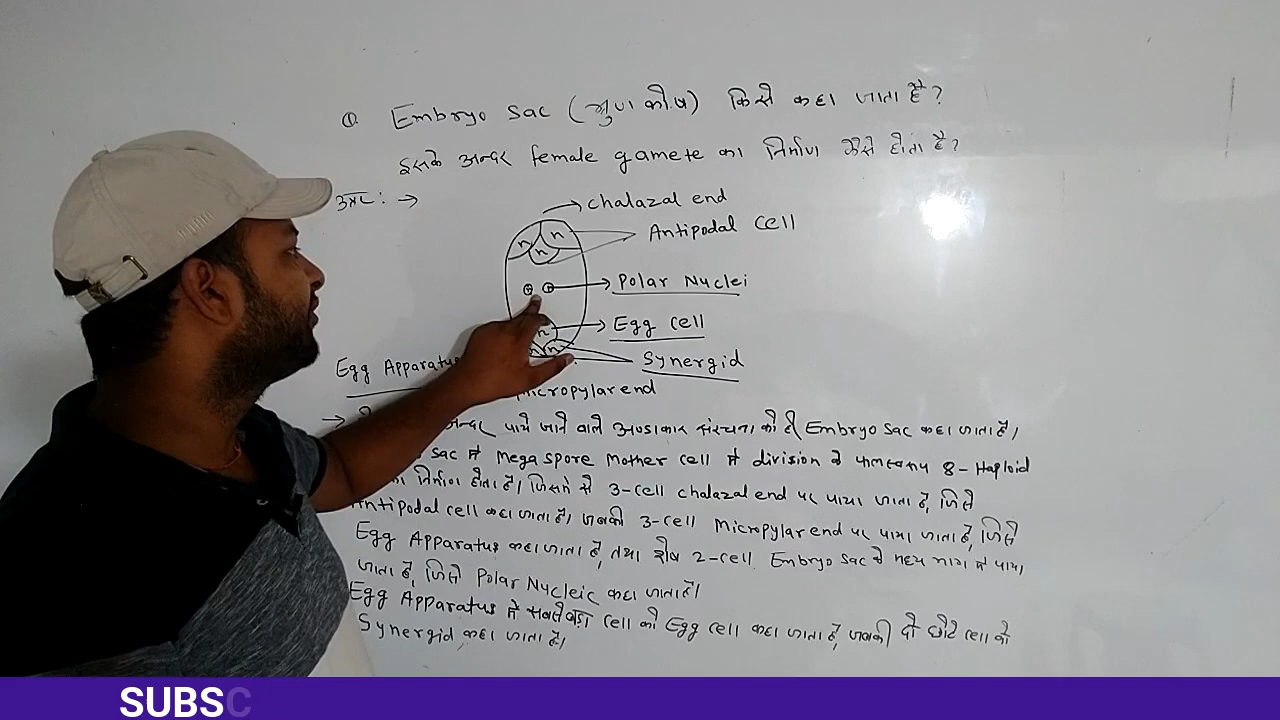 Q. Embryo sac (भ्रुण कोष) किसे कहा जाता है?
इसके अन्दर female gamete का निर्माण कैसे होता है?
उत्तर: →
→ chalazal end
n n n
Antipodal cell
→ Polar Nuclei
n → Egg cell
n
Synergid
Egg Apparatus
Micropylar end
→ अन्दर पाये जाने वाले अण्डाकार संरचना को ही Embryo sac कहा जाता है।
sac में Mega spore Mother cell में division के फलस्वरूप 8-Haploid
निर्माण होता है। जिसमें से 3-cell chalazal end पर पाया जाता है, जिसे
Antipodal cell कहा जाता है। जबकी 3-cell Micropylar end पर पाया जाता है, जिसे
Egg Apparatus कहा जाता है, तथा शेष 2-cell Embryo sac के मध्य भाग में पाया
जाता है, जिसे Polar Nucleic कहा जाता है।
Egg Apparatus में सबसे बड़ा cell को Egg cell कहा जाता है, जबकी दो छोटे cell को
Synergid कहा जाता है।
SUBSC